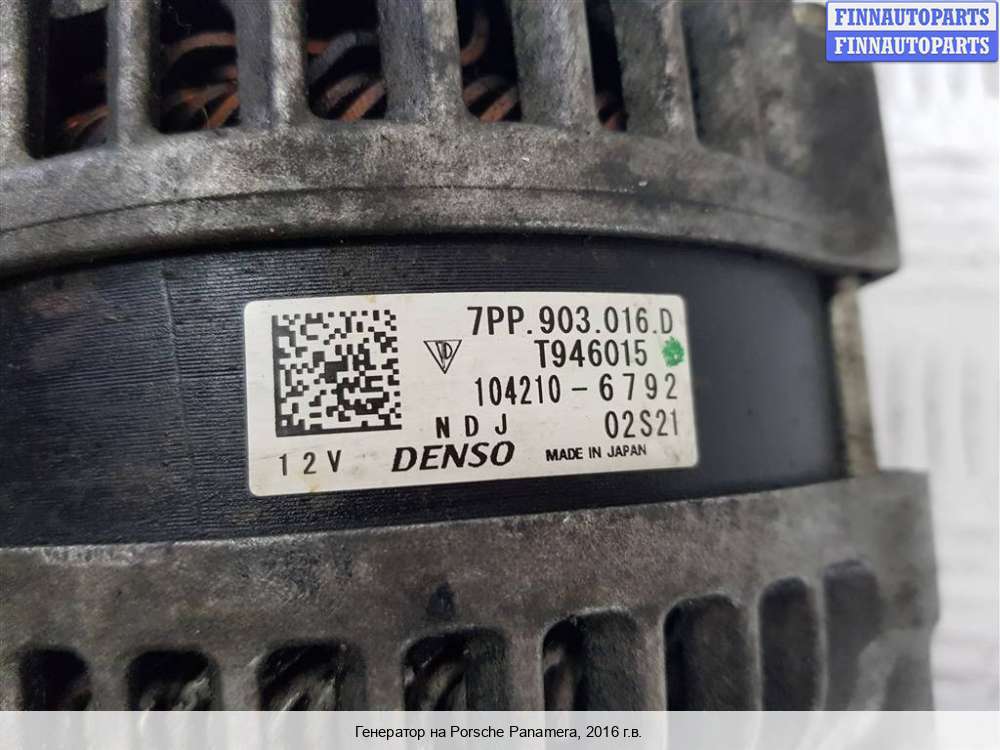 FINNAUTOPARTS
FINNAUTOPARTS
7PP.903.016.D
T946015
104210-6792
NDJ 02S21
12V DENSO MADE IN JAPAN
Генератор на Porsche Panamera, 2016 г.в.